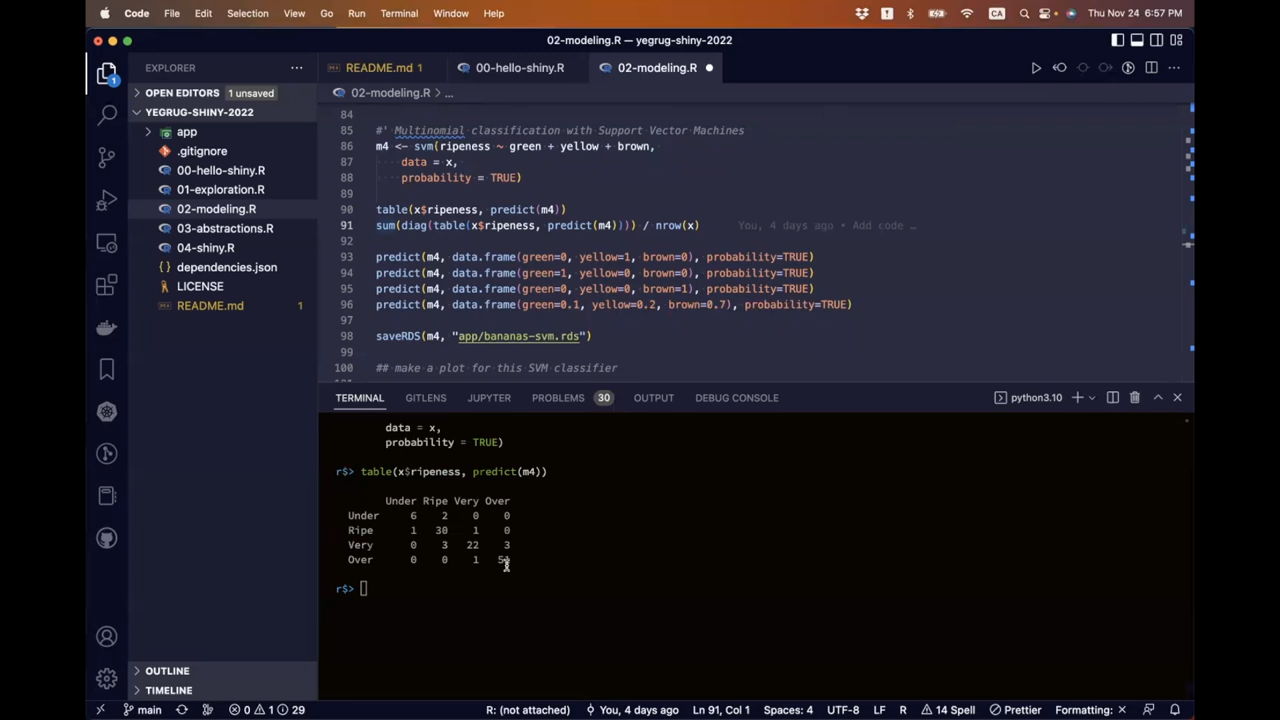 Code File Edit Selection View Go Run Terminal Window Help CA Thu Nov 24 6:57 PM
02-modeling.R — yegrug-shiny-2022
EXPLORER README.md 1 00-hello-shiny.R 02-modeling.R
OPEN EDITORS 1 unsaved 02-modeling.R > ...
YEGRUG-SHINY-2022
app
.gitignore
00-hello-shiny.R
01-exploration.R
02-modeling.R
03-abstractions.R
04-shiny.R
dependencies.json
LICENSE
README.md 1
84
85 #' Multinomial classification with Support Vector Machines
86 m4 <- svm(ripeness ~ green + yellow + brown,
87 data = x,
88 probability = TRUE)
89
90 table(x$ripeness, predict(m4))
91 sum(diag(table(x$ripeness, predict(m4)))) / nrow(x) You, 4 days ago • Add code …
92
93 predict(m4, data.frame(green=0, yellow=1, brown=0), probability=TRUE)
94 predict(m4, data.frame(green=1, yellow=0, brown=0), probability=TRUE)
95 predict(m4, data.frame(green=0, yellow=0, brown=1), probability=TRUE)
96 predict(m4, data.frame(green=0.1, yellow=0.2, brown=0.7), probability=TRUE)
97
98 saveRDS(m4, "app/bananas-svm.rds")
99
100 ## make a plot for this SVM classifier
TERMINAL GITLENS JUPYTER PROBLEMS 30 OUTPUT DEBUG CONSOLE python3.10
data = x,
probability = TRUE)
r$> table(x$ripeness, predict(m4))
Under Ripe Very Over
Under 6 2 0 0
Ripe 1 30 1 0
Very 0 3 22 3
Over 0 0 1
r$>
OUTLINE
TIMELINE
main 0 1 29 R: (not attached) You, 4 days ago Ln 91, Col 1 Spaces: 4 UTF-8 LF R 14 Spell Prettier Formatting: ×